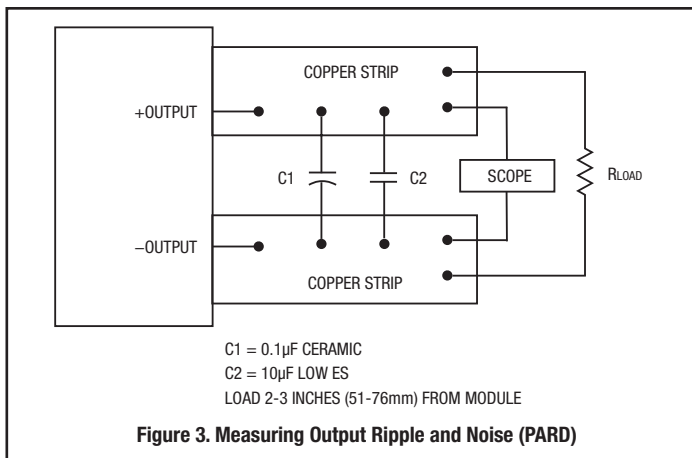 COPPER STRIP
+OUTPUT
C1
C2
SCOPE
RLOAD
−OUTPUT
COPPER STRIP
C1 = 0.1µF CERAMIC
C2 = 10µF LOW ES
LOAD 2-3 INCHES (51-76mm) FROM MODULE
Figure 3. Measuring Output Ripple and Noise (PARD)